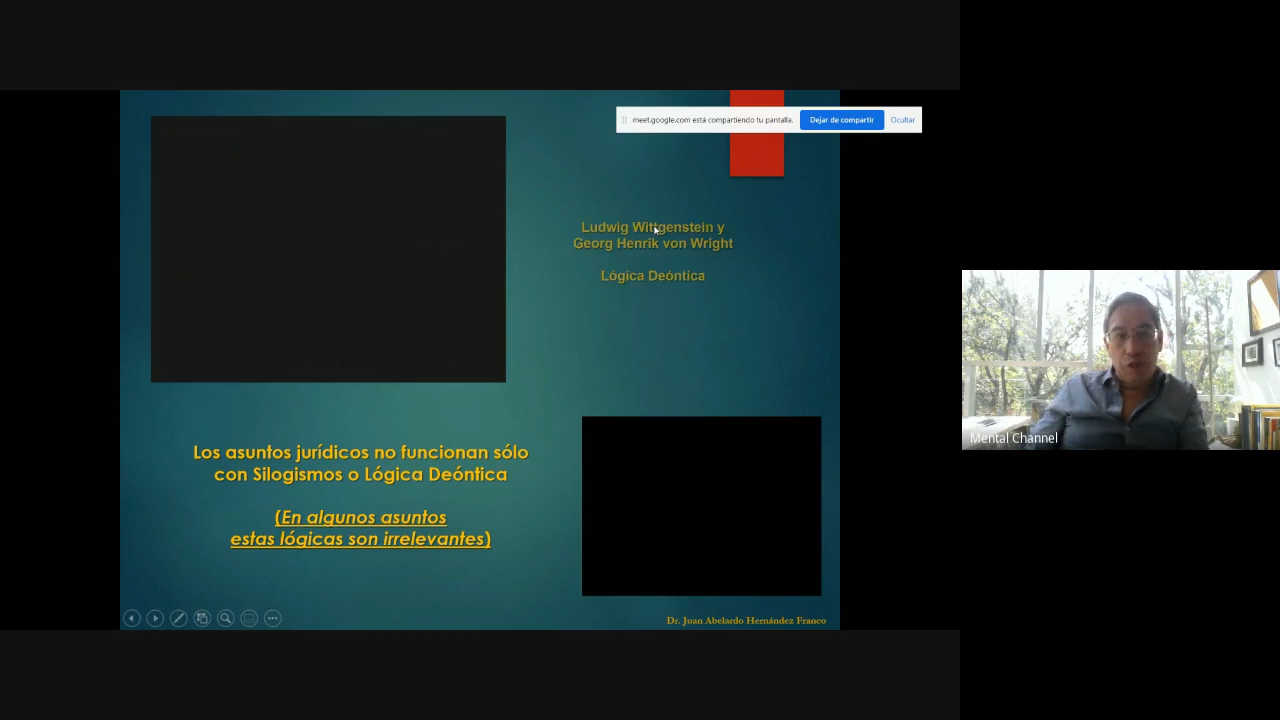 meet.google.com está compartiendo tu pantalla.
Dejar de compartir
Ocultar
Ludwig Wittgenstein y
Georg Henrik von Wright
Lógica Deóntica
Los asuntos jurídicos no funcionan sólo
con Silogismos o Lógica Deóntica
(En algunos asuntos
estas lógicas son irrelevantes)
Dr. Juan Abelardo Hernández Franco
Mental Channel